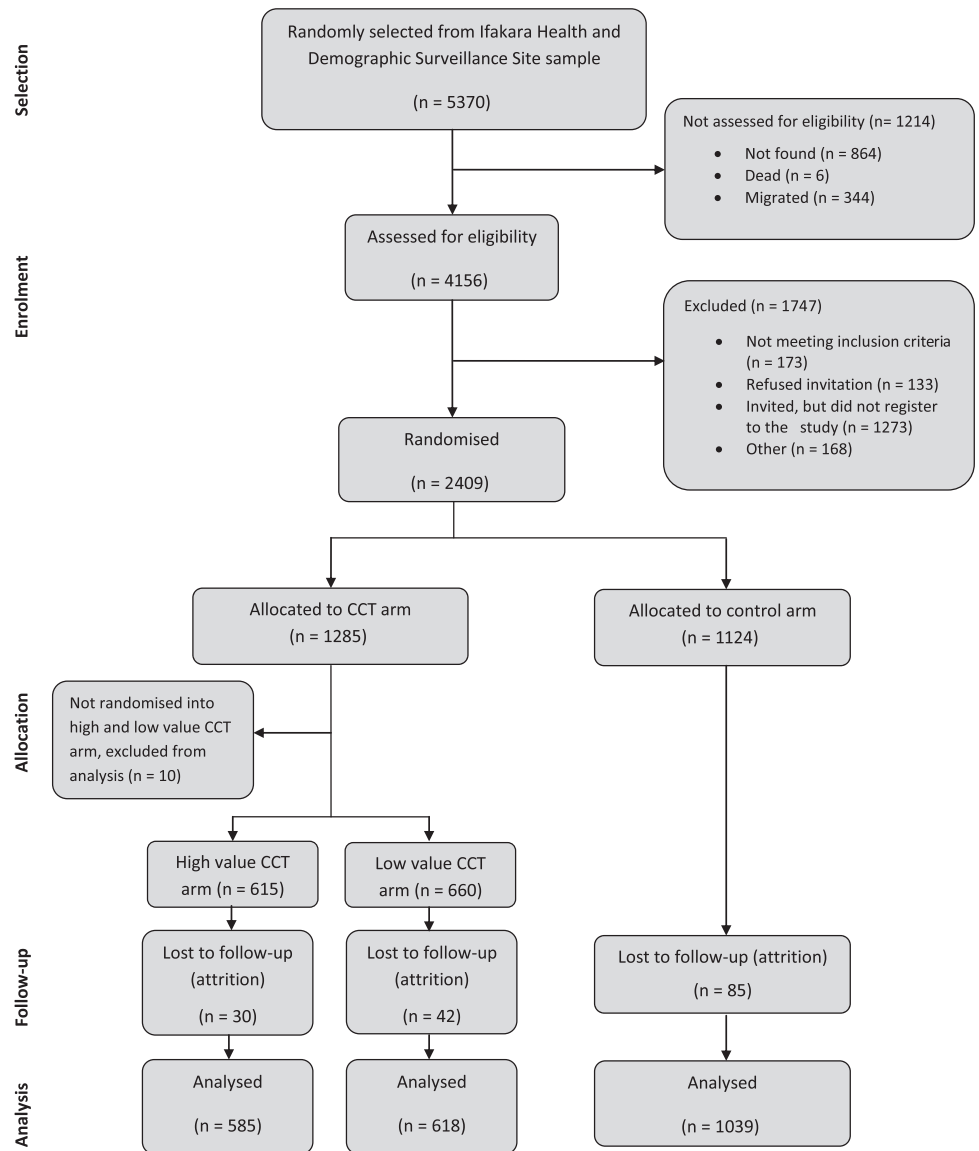 Selection
Randomly selected from Ifakara Health and
Demographic Surveillance Site sample
(n = 5370)
Not assessed for eligibility (n= 1214)
• Not found (n = 864)
• Dead (n = 6)
• Migrated (n = 344)
Enrolment
Assessed for eligibility
(n = 4156)
Excluded (n = 1747)
• Not meeting inclusion criteria
(n = 173)
• Refused invitation (n = 133)
• Invited, but did not register
to the study (n = 1273)
• Other (n = 168)
Randomised
(n = 2409)
Allocated to CCT arm
(n = 1285)
Allocated to control arm
(n = 1124)
Allocation
Not randomised into
high and low value CCT
arm, excluded from
analysis (n = 10)
High value CCT
arm (n = 615)
Low value CCT
arm (n = 660)
Follow-up
Lost to follow-up
(attrition)
(n = 30)
Lost to follow-up
(attrition)
(n = 42)
Lost to follow-up (attrition)
(n = 85)
Analysis
Analysed
(n = 585)
Analysed
(n = 618)
Analysed
(n = 1039)